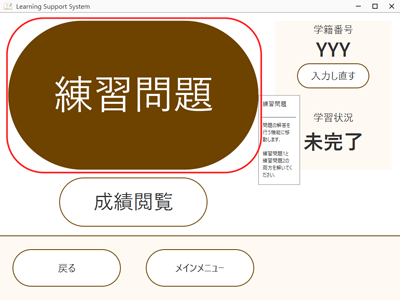 Learning Support System
練習問題
学籍番号
YYY
入力し直す
練習問題
問題の解答を
行う機能に移
動します。
練習問題1と
練習問題2の
両方を解いてく
ださい。
学習状況
未完了
成績閲覧
戻る
メインメニュー